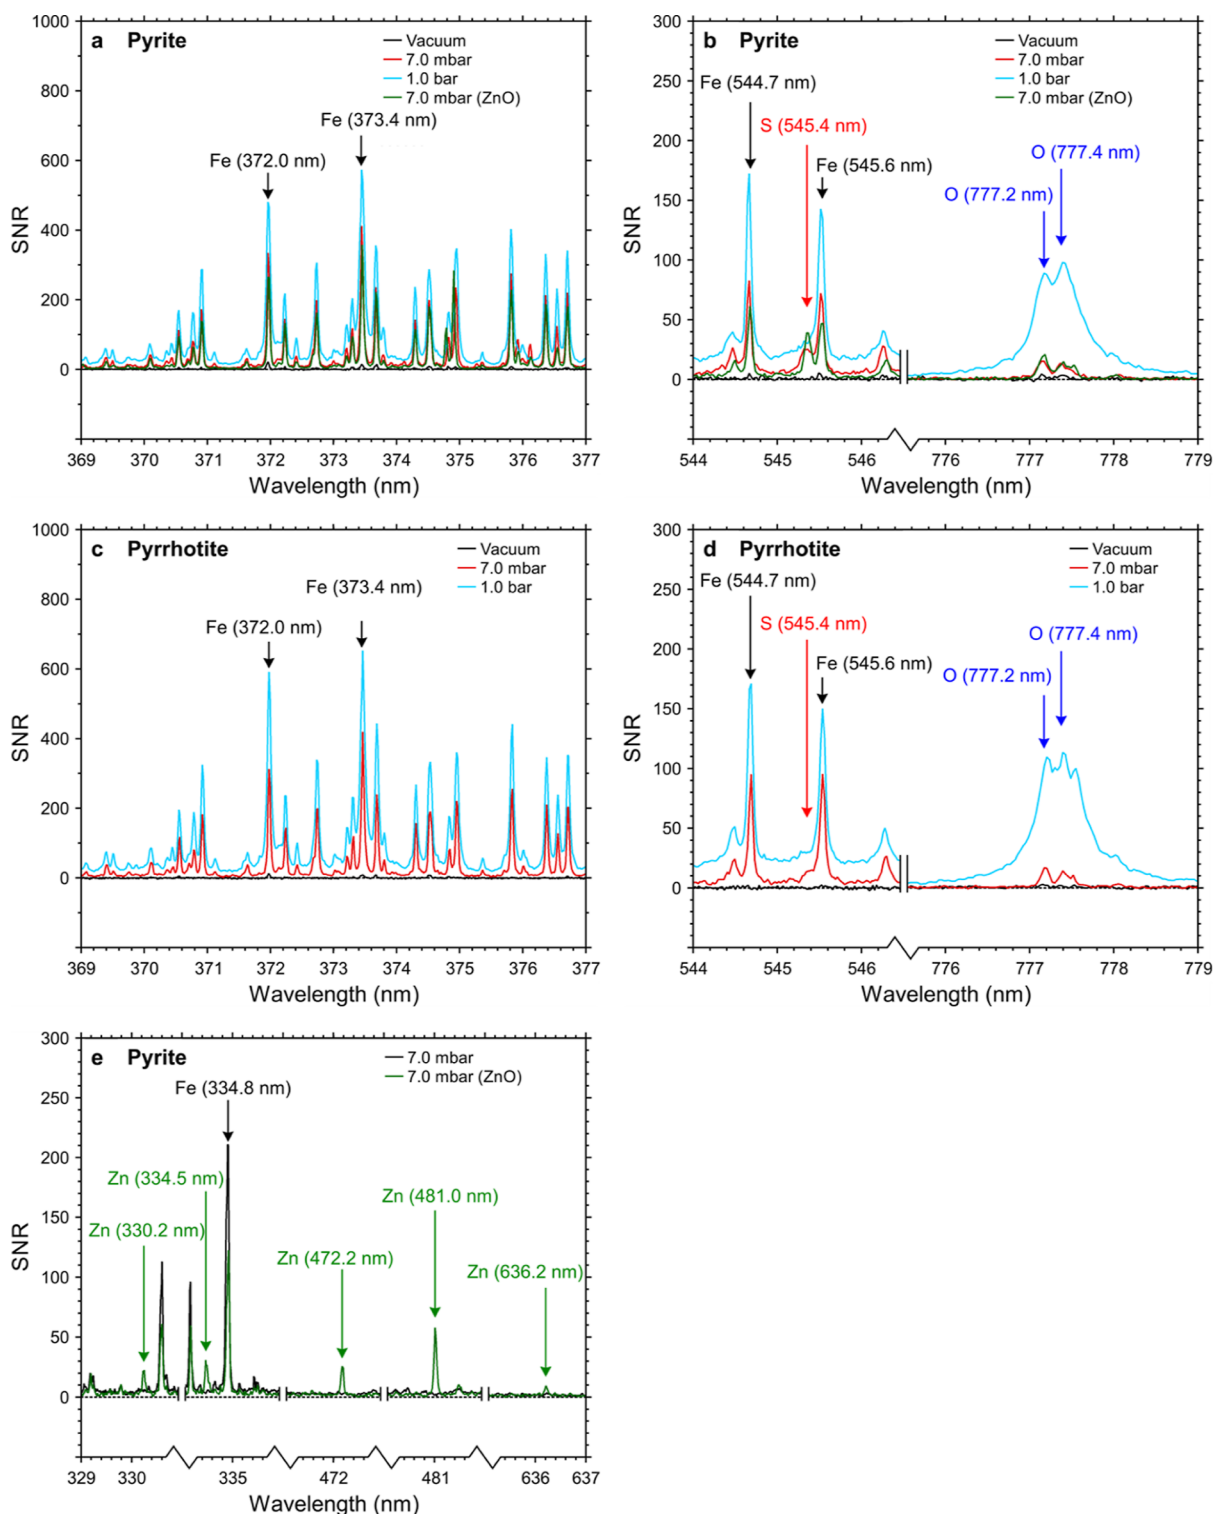 a Pyrite
Vacuum
7.0 mbar
1.0 bar
7.0 mbar (ZnO)
Fe (373.4 nm)
Fe (372.0 nm)
SNR
1000
800
600
400
200
0
369 370 371 372 373 374 375 376 377
Wavelength (nm)
b Pyrite
Vacuum
7.0 mbar
1.0 bar
7.0 mbar (ZnO)
Fe (544.7 nm)
S (545.4 nm)
Fe (545.6 nm)
O (777.4 nm)
O (777.2 nm)
SNR
300
250
200
150
100
50
0
544 545 546 776 777 778 779
Wavelength (nm)
c Pyrrhotite
Vacuum
7.0 mbar
1.0 bar
Fe (373.4 nm)
Fe (372.0 nm)
SNR
1000
800
600
400
200
0
369 370 371 372 373 374 375 376 377
Wavelength (nm)
d Pyrrhotite
Vacuum
7.0 mbar
1.0 bar
Fe (544.7 nm)
S (545.4 nm)
Fe (545.6 nm)
O (777.4 nm)
O (777.2 nm)
SNR
300
250
200
150
100
50
0
544 545 546 776 777 778 779
Wavelength (nm)
e Pyrite
7.0 mbar
7.0 mbar (ZnO)
Fe (334.8 nm)
Zn (334.5 nm)
Zn (330.2 nm)
Zn (481.0 nm)
Zn (472.2 nm)
Zn (636.2 nm)
SNR
300
250
200
150
100
50
0
329 330 335 472 481 636 637
Wavelength (nm)